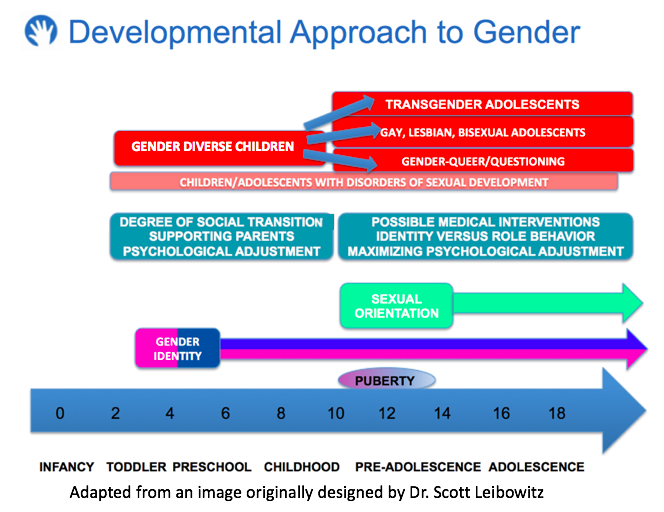 Developmental Approach to Gender
TRANSGENDER ADOLESCENTS
GENDER DIVERSE CHILDREN
GAY, LESBIAN, BISEXUAL ADOLESCENTS
GENDER-QUEER/QUESTIONING
CHILDREN/ADOLESCENTS WITH DISORDERS OF SEXUAL DEVELOPMENT
DEGREE OF SOCIAL TRANSITION
SUPPORTING PARENTS
PSYCHOLOGICAL ADJUSTMENT
POSSIBLE MEDICAL INTERVENTIONS
IDENTITY VERSUS ROLE BEHAVIOR
MAXIMIZING PSYCHOLOGICAL ADJUSTMENT
SEXUAL
ORIENTATION
GENDER
IDENTITY
PUBERTY
0 2 4 6 8 10 12 14 16 18
INFANCY TODDLER PRESCHOOL CHILDHOOD PRE-ADOLESCENCE ADOLESCENCE
Adapted from an image originally designed by Dr. Scott Leibowitz